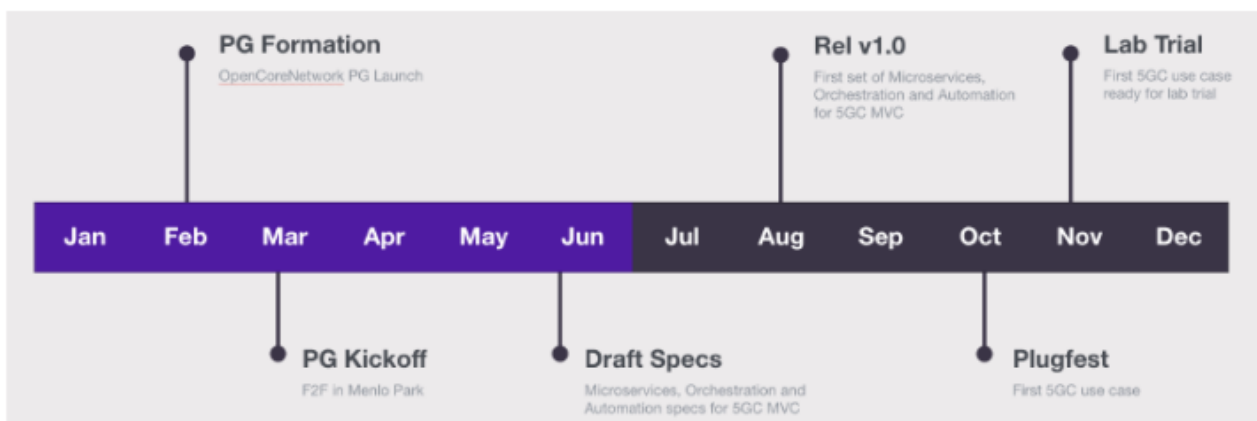 PG Formation
OpenCoreNetwork PG Launch
Rel v1.0
First set of Microservices,
Orchestration and Automation
for 5GC MVC
Lab Trial
First 5GC use case
ready for lab trial
Jan Feb Mar Apr May Jun Jul Aug Sep Oct Nov Dec
PG Kickoff
F2F in Menlo Park
Draft Specs
Microservices, Orchestration and
Automation specs for 5GC MVC
Plugfest
First 5GC use case